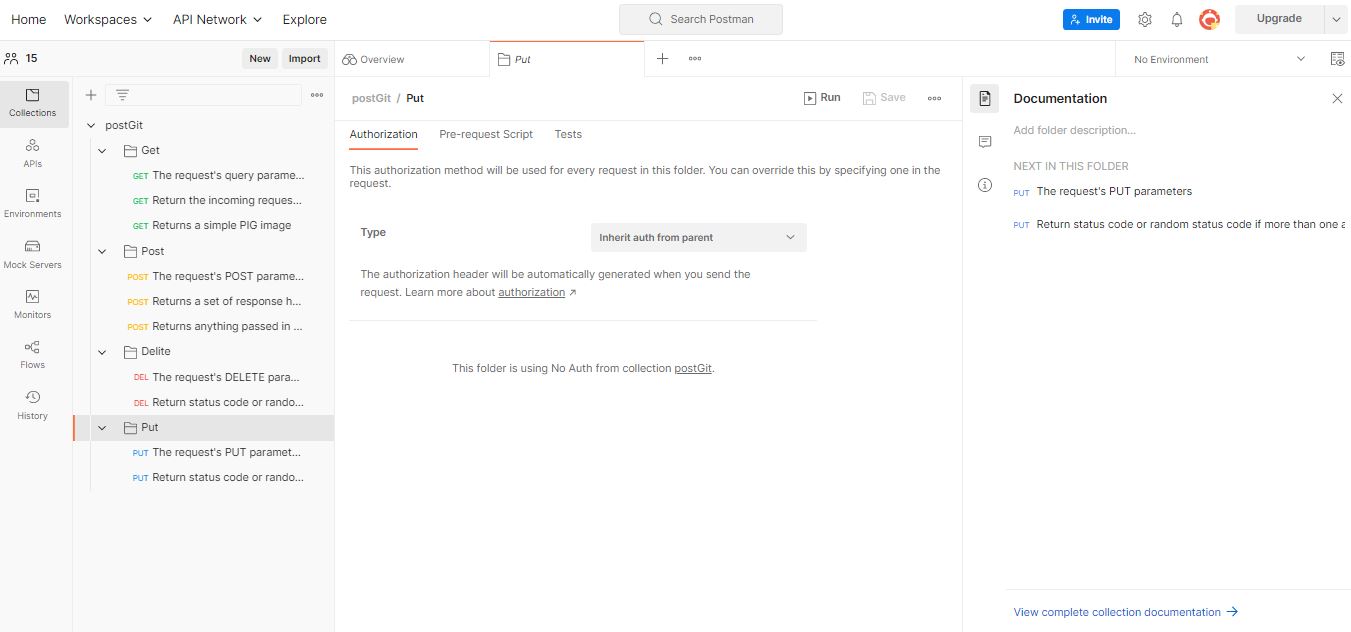 Home Workspaces API Network Explore Search Postman Invite Upgrade
15 New Import Overview Put No Environment
Collections
APIs
Environments
Mock Servers
Monitors
Flows
History
postGit
Get
GET The request's query parame...
GET Return the incoming reques...
GET Returns a simple PIG image
Post
POST The request's POST parame...
POST Returns a set of response h...
POST Returns anything passed in ...
Delite
DEL The request's DELETE para...
DEL Return status code or rando...
Put
PUT The request's PUT paramet...
PUT Return status code or rando...
postGit / Put Run Save
Authorization Pre-request Script Tests
This authorization method will be used for every request in this folder. You can override this by specifying one in the
request.
Type Inherit auth from parent
The authorization header will be automatically generated when you send the
request. Learn more about authorization ↗
This folder is using No Auth from collection postGit.
Documentation
Add folder description...
NEXT IN THIS FOLDER
PUT The request's PUT parameters
PUT Return status code or random status code if more than one a
View complete collection documentation →